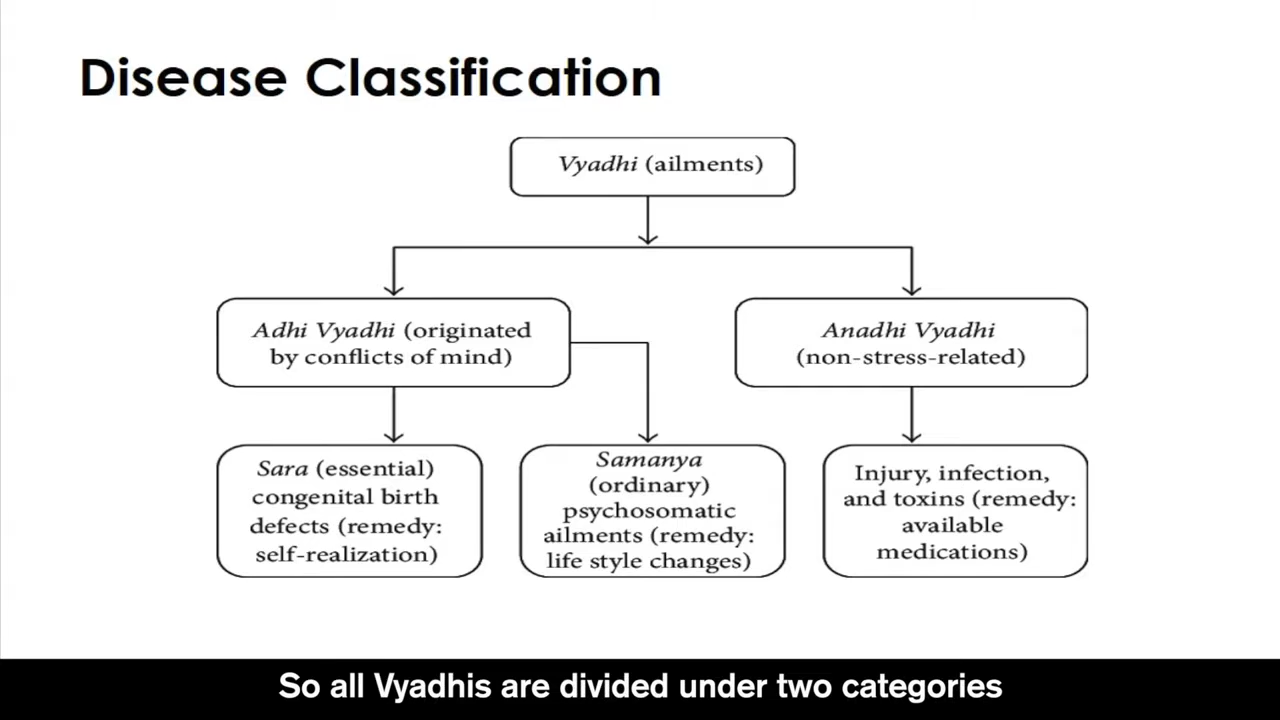 Disease Classification
Vyadhi (ailments)
Adhi Vyadhi (originated
by conflicts of mind)
Anadhi Vyadhi
(non-stress-related)
Sara (essential)
congenital birth
defects (remedy:
self-realization)
Samanya
(ordinary)
psychosomatic
ailments (remedy:
life style changes)
Injury, infection,
and toxins (remedy:
available
medications)
So all Vyadhis are divided under two categories